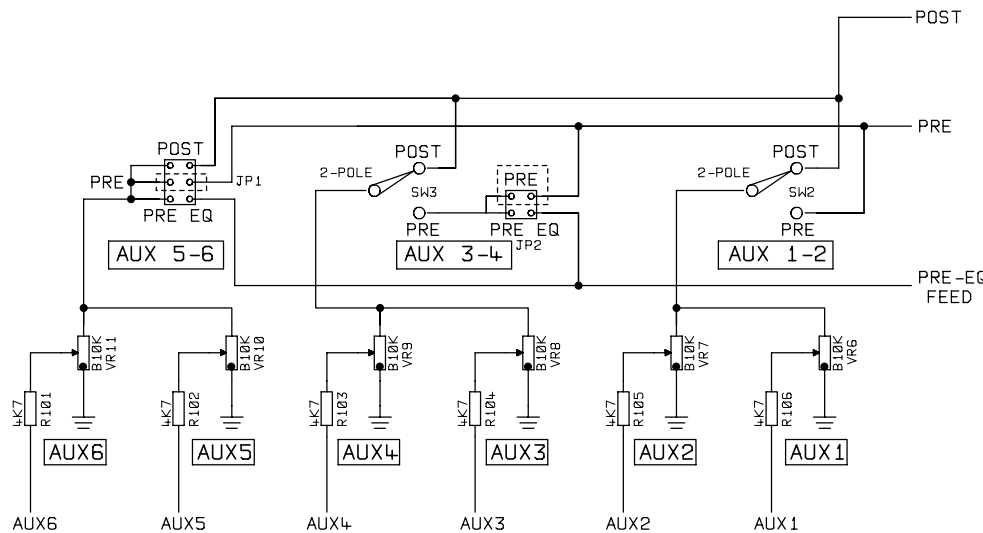 POST
PRE
POST
PRE
JP1
PRE EQ
AUX 5-6
POST
2-POLE
SW3
PRE
PRE
PRE EQ
JP2
AUX 3-4
POST
2-POLE
SW2
PRE
AUX 1-2
PRE-EQ
FEED
B10K
VR11
B10K
VR10
B10K
VR9
B10K
VR8
B10K
VR7
B10K
VR6
4K7
R101
4K7
R102
4K7
R103
4K7
R104
4K7
R105
4K7
R106
AUX6
AUX5
AUX4
AUX3
AUX2
AUX1
AUX6
AUX5
AUX4
AUX3
AUX2
AUX1